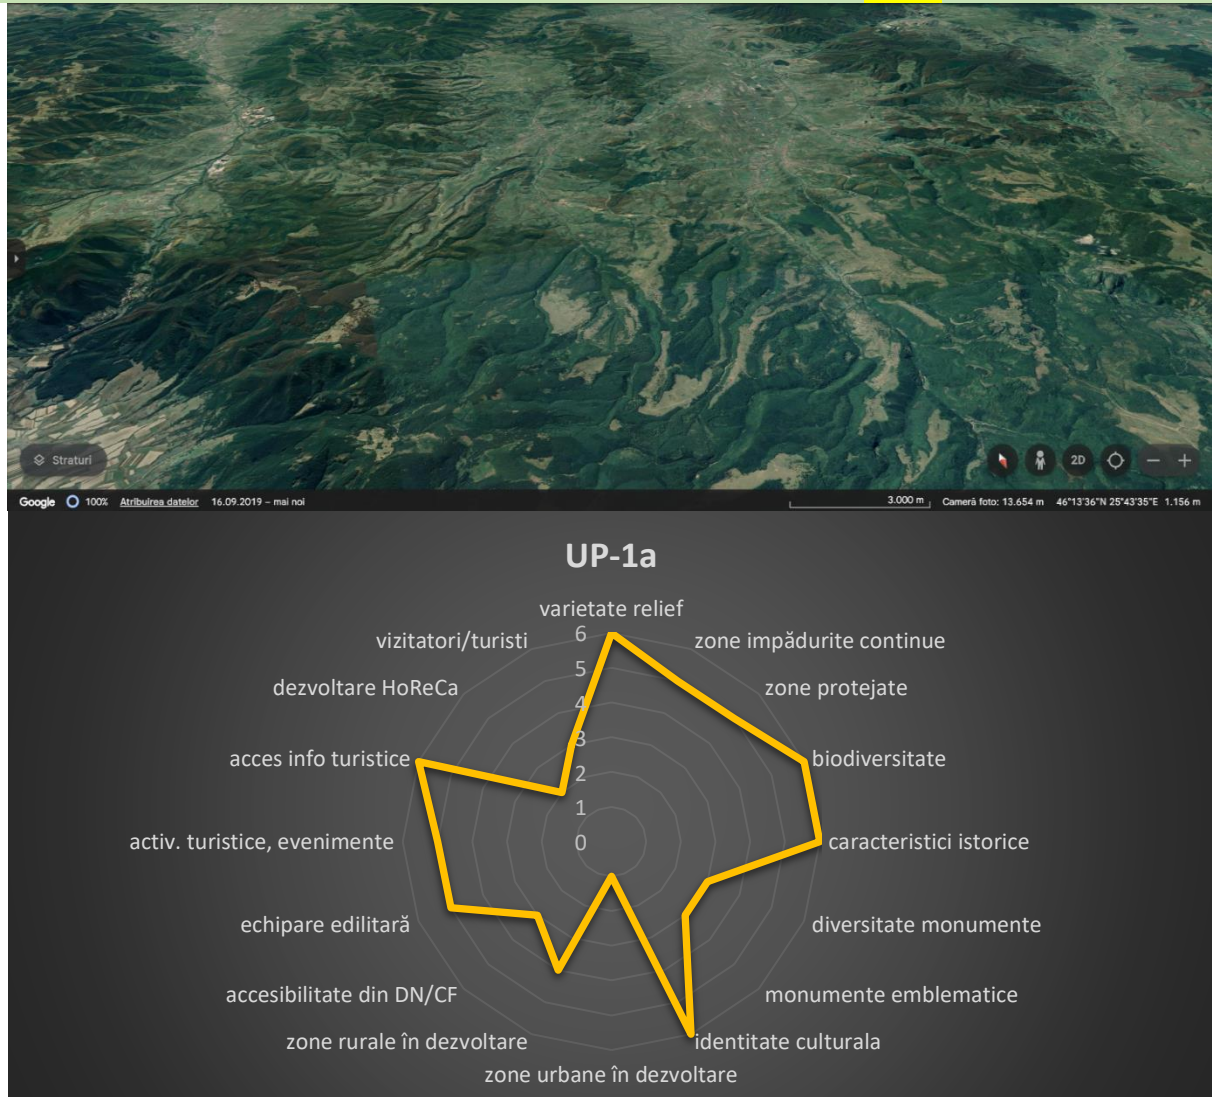 Straturi
2D
Google 100% Atribuirea datelor 16.09.2019 – mai noi 3.000 m Cameră foto: 13.654 m 46°13'36"N 25°43'35"E 1.156 m
UP-1a
varietate relief
6
vizitatori/turisti
zone impădurite continue
5
dezvoltare HoReCa
zone protejate
4
3
acces info turistice
biodiversitate
2
1
activ. turistice, evenimente
0
caracteristici istorice
echipare edilitară
diversitate monumente
accesibilitate din DN/CF
monumente emblematice
zone rurale în dezvoltare
identitate culturala
zone urbane în dezvoltare